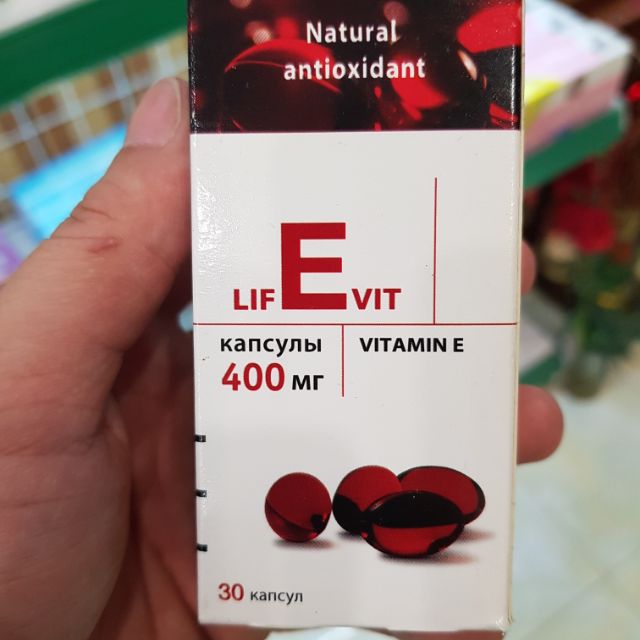 Natural
antioxidant
LIFEVIT
капсулы
400 мг
VITAMIN E
30 капсул